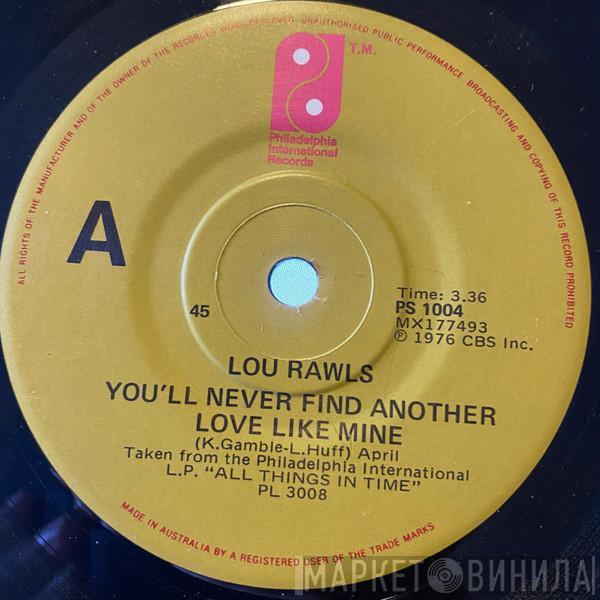 ALL RIGHTS OF THE MANUFACTURER AND OF THE OWNER OF THE RECORDED WORK RESERVED. UNAUTHORISED PUBLIC PERFORMANCE, BROADCASTING AND COPYING OF THIS RECORD PROHIBITED
T.M.
Philadelphia
International
Records
A
45
Time: 3.36
PS 1004
MX177493
Ⓟ 1976 CBS Inc.
LOU RAWLS
YOU'LL NEVER FIND ANOTHER
LOVE LIKE MINE
(K.Gamble-L.Huff) April
Taken from the Philadelphia International
L.P. "ALL THINGS IN TIME"
PL 3008
MADE IN AUSTRALIA BY A REGISTERED USER OF THE TRADE MARKS
МАРКЕТ ВИНИЛА